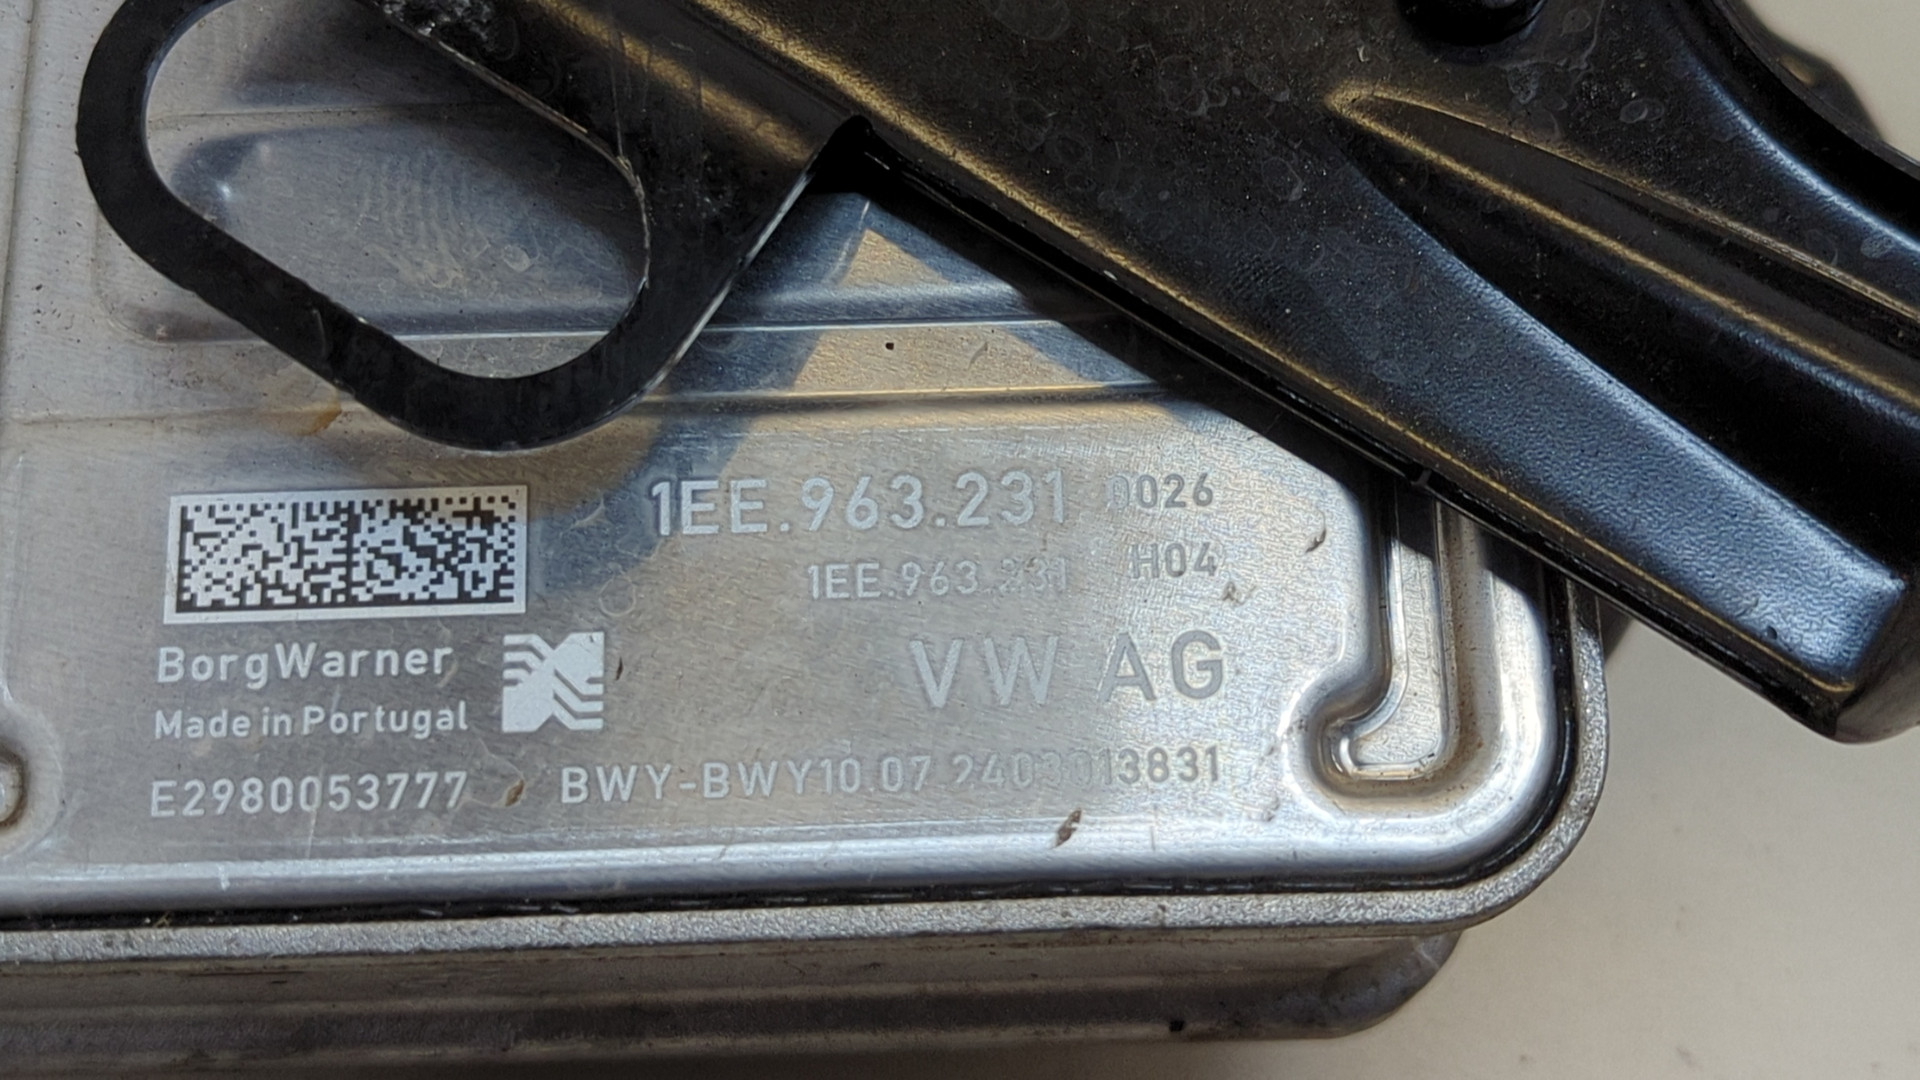 1EE.963.231 0026
1EE.963.231 H04
BorgWarner
VW AG
Made in Portugal
E2980053777 BWY-BWY10.07.2403013831